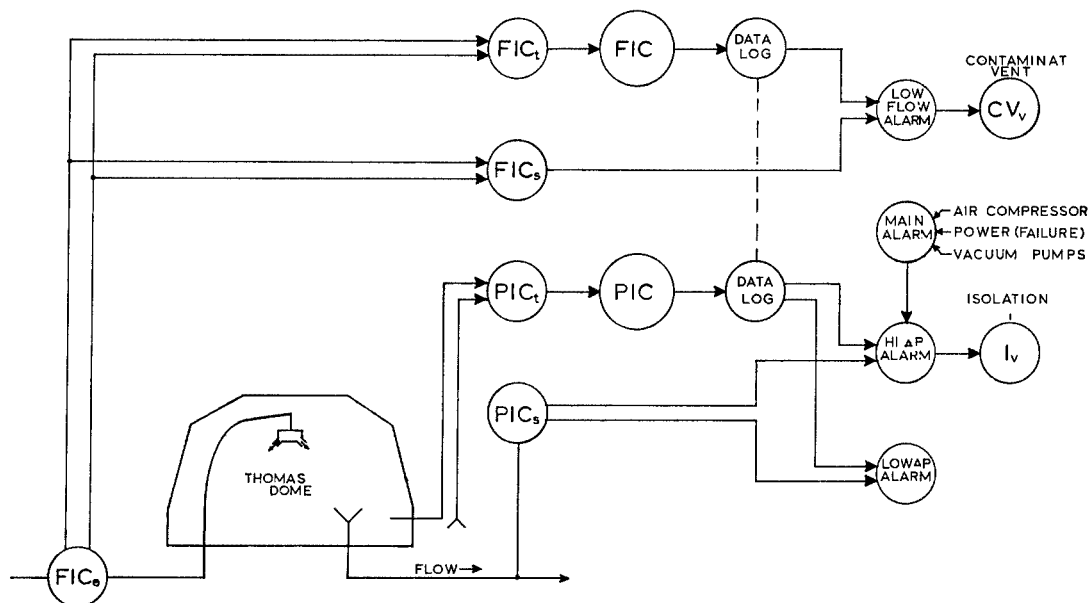 FICt
FIC
DATA
LOG
CONTAMINAT
VENT
LOW
FLOW
ALARM
CVv
FICs
MAIN
ALARM
AIR COMPRESSOR
POWER (FAILURE)
VACUUM PUMPS
PICt
PIC
DATA
LOG
ISOLATION
HI ΔP
ALARM
Iv
PICs
THOMAS
DOME
LOW ΔP
ALARM
FLOW
FICe